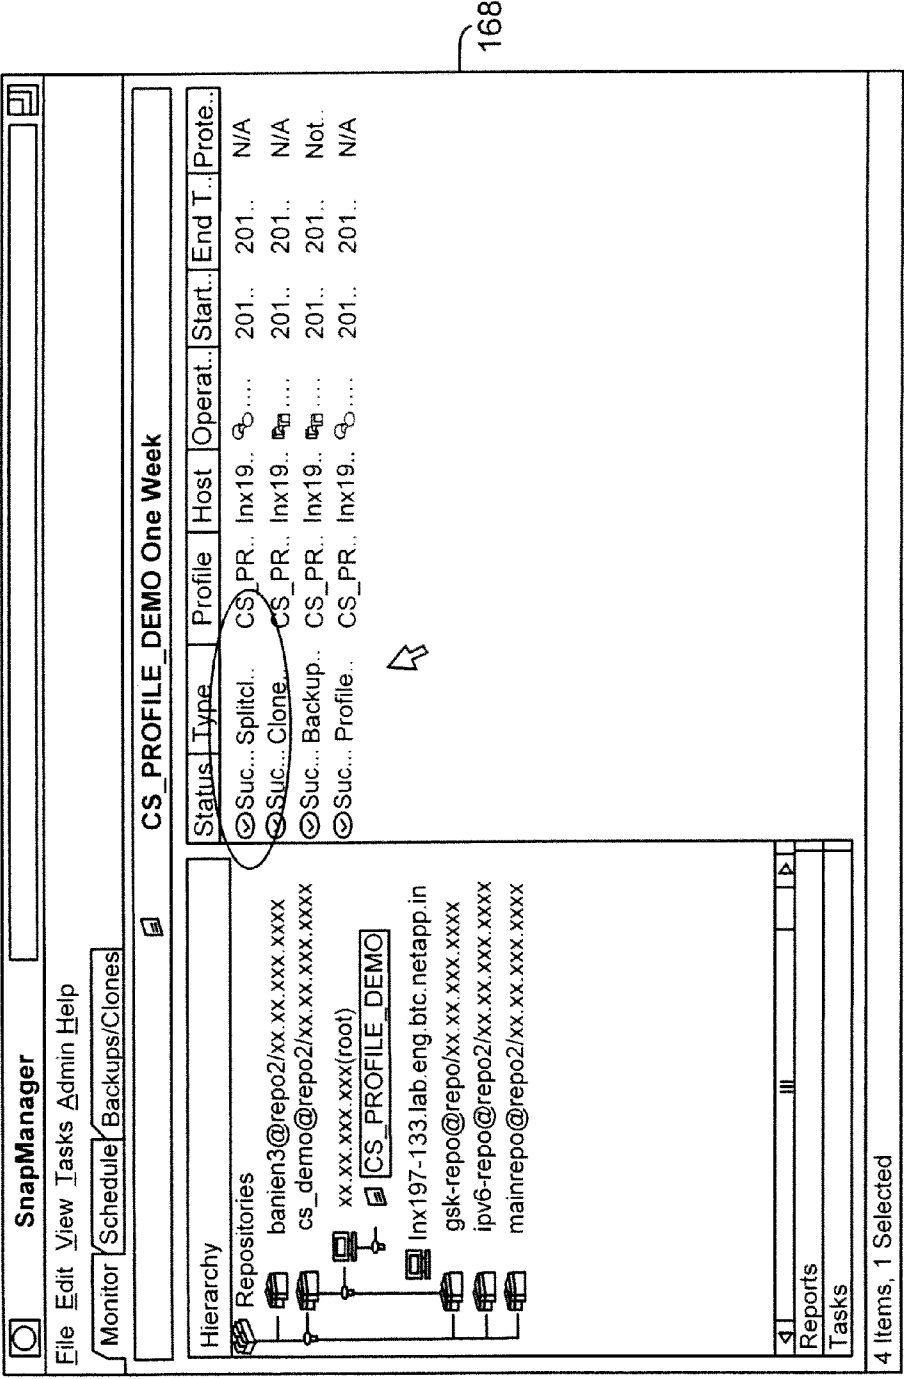 168
SnapManager
File Edit View Tasks Admin Help
Monitor Schedule Backups/Clones
CS_PROFILE_DEMO One Week
Hierarchy
Repositories
banien3@repo2/xx.xx.xxx.xxxx
cs_demo@repo2/xx.xx.xxx.xxxx
xx.xx.xxx.xxx(root)
CS_PROFILE_DEMO
lnx197-133.lab.eng.btc.netapp.in
gsk-repo@repo/xx.xx.xxx.xxxx
ipv6-repo@repo2/xx.xx.xxx.xxxx
mainrepo@repo2/xx.xx.xxx.xxxx
Reports
Tasks
Status Type Profile Host Operat.. Start.. End T.. Prote..
Suc... Splitcl.. CS_PR.. lnx19.. .... 201.. 201.. N/A
Suc... Clone.. CS_PR.. lnx19.. .... 201.. 201.. N/A
Suc... Backup.. CS_PR.. lnx19.. .... 201.. 201.. Not..
Suc... Profile.. CS_PR.. lnx19.. .... 201.. 201.. N/A
4 Items, 1 Selected